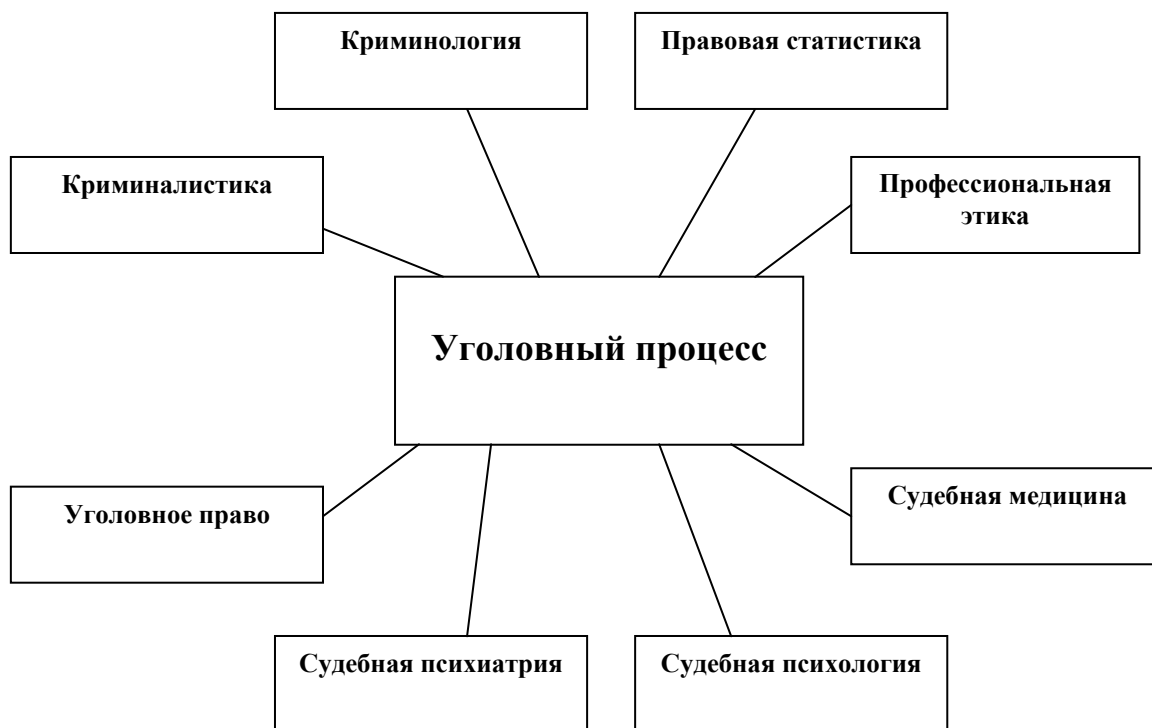 Криминология
Правовая статистика
Криминалистика
Профессиональная
этика
Уголовный процесс
Уголовное право
Судебная медицина
Судебная психиатрия
Судебная психология